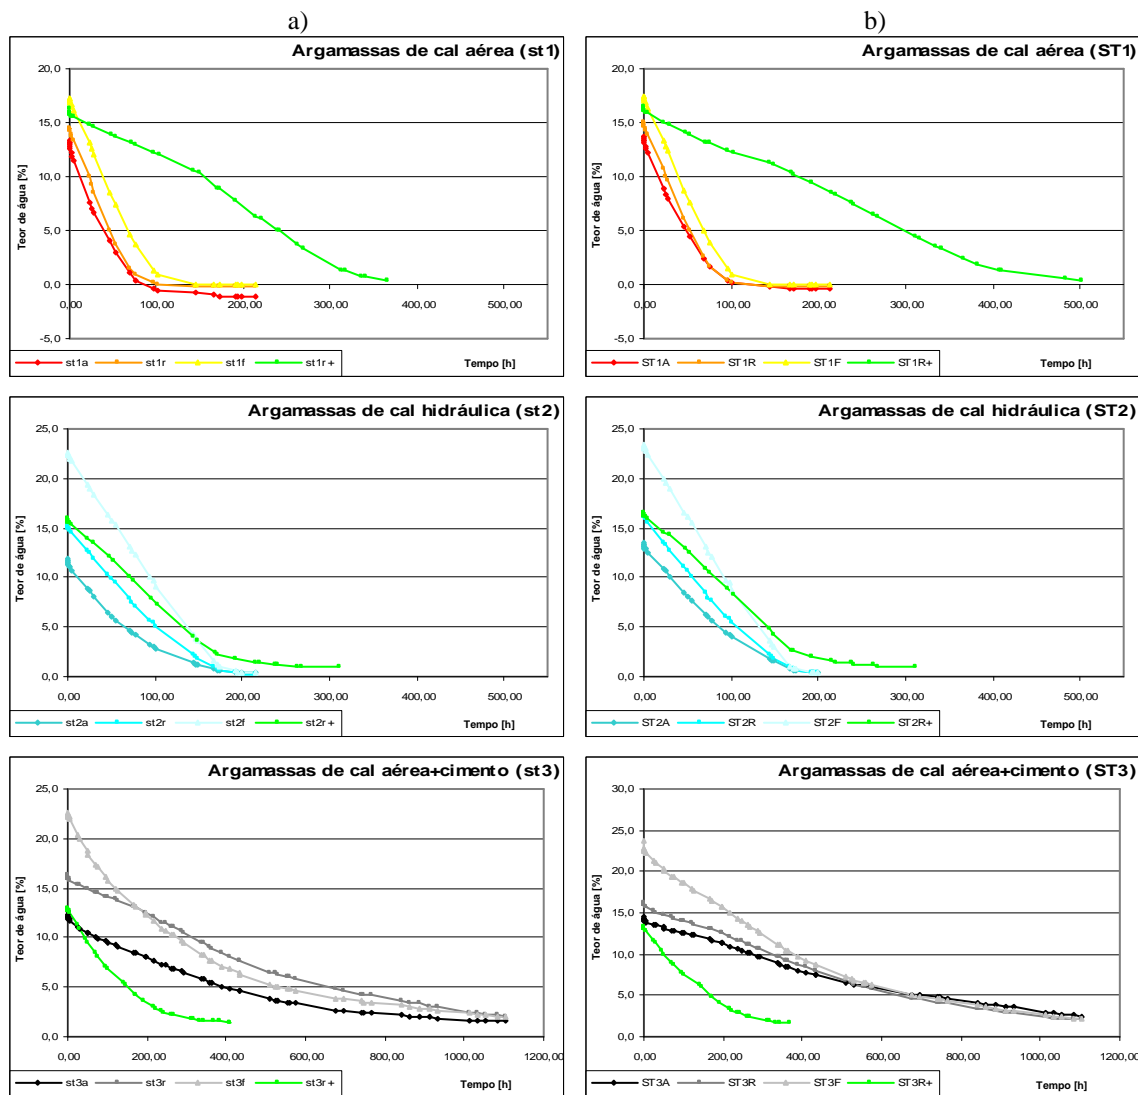 a)
b)
Argamassas de cal aérea (st1)
20,0
15,0
10,0
5,0
0,0
-5,0
Teor de água [%]
0,00 100,00 200,00 300,00 400,00 500,00
st1a st1r st1f st1r+
Tempo [h]
Argamassas de cal aérea (ST1)
20,0
15,0
10,0
5,0
0,0
-5,0
Teor de água [%]
0,00 100,00 200,00 300,00 400,00 500,00
ST1A ST1R ST1F ST1R+
Tempo [h]
Argamassas de cal hidráulica (st2)
25,0
20,0
15,0
10,0
5,0
0,0
Teor de água [%]
0,00 100,00 200,00 300,00 400,00 500,00
st2a st2r st2f st2r+
Tempo [h]
Argamassas de cal hidráulica (ST2)
25,0
20,0
15,0
10,0
5,0
0,0
Teor de água [%]
0,00 100,00 200,00 300,00 400,00 500,00
ST2A ST2R ST2F ST2R+
Tempo [h]
Argamassas de cal aérea+cimento (st3)
25,0
20,0
15,0
10,0
5,0
0,0
Teor de água [%]
0,00 200,00 400,00 600,00 800,00 1000,00 1200,00
st3a st3r st3f st3r+
Tempo [h]
Argamassas de cal aérea+cimento (ST3)
30,0
25,0
20,0
15,0
10,0
5,0
0,0
Teor de água [%]
0,00 200,00 400,00 600,00 800,00 1000,00 1200,00
ST3A ST3R ST3F ST3R+
Tempo [h]